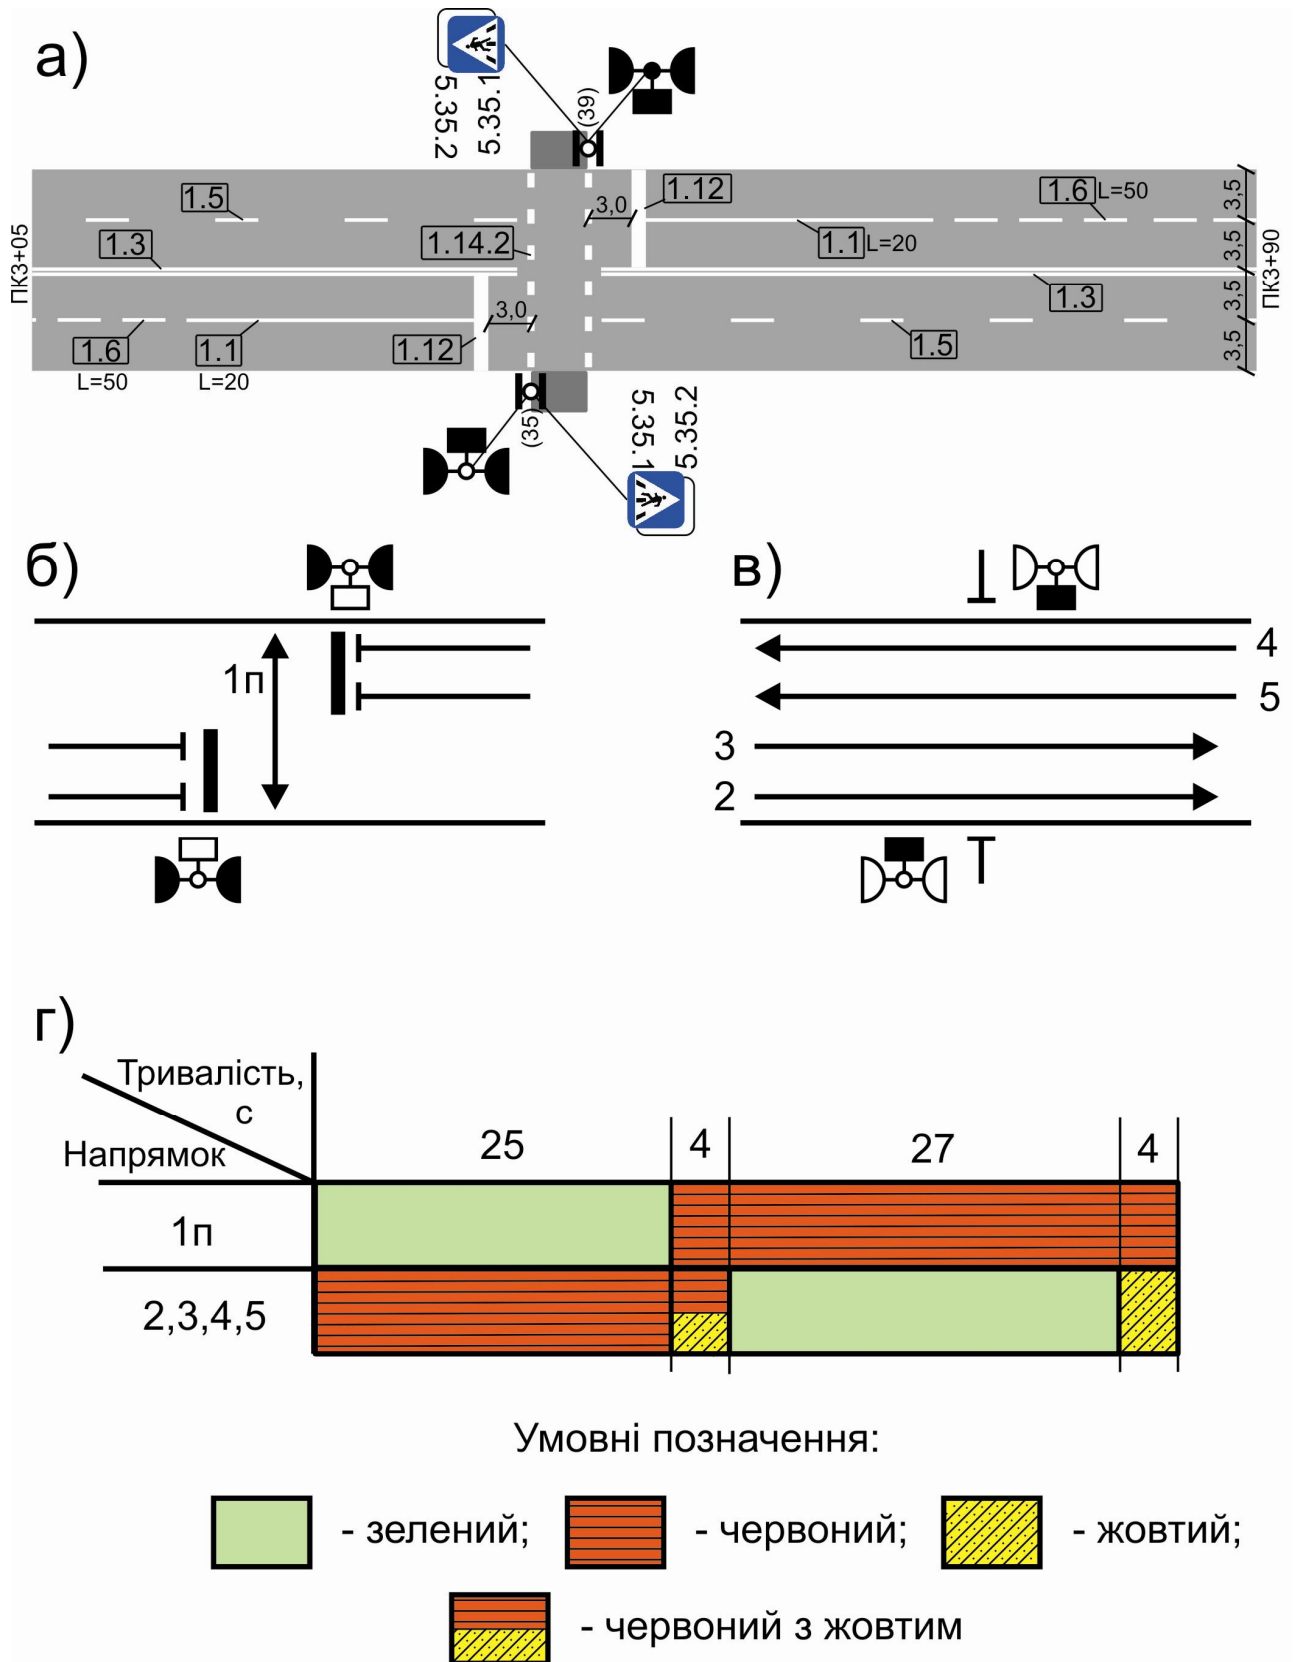 а)
5.35.2
5.35.1
(39)
1.5
1.12
1.6 L=50
3,5
3,0
ПК3+05
1.3
1.14.2
1.1 L=20
3,5
ПК3+90
1.3
3,5
3,0
1.6
1.1
1.12
1.5
3,5
L=50
L=20
(35)
5.35.1
5.35.2
б)
1п
в)
4
5
3
2
г)
Тривалість,
с
Напрямок
25
4
27
4
1п
2,3,4,5
Умовні позначення:
- зелений;
- червоний;
- жовтий;
- червоний з жовтим